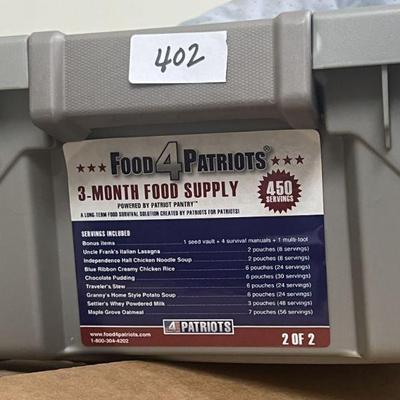 402
FOOD4PATRIOTS®
3-MONTH FOOD SUPPLY
POWERED BY PATRIOT PANTRY™
A LONG-TERM FOOD SURVIVAL SOLUTION CREATED BY PATRIOTS FOR PATRIOTS!
450
SERVINGS
SERVINGS INCLUDED
Bonus items 1 seed vault + 4 survival manuals + 1 multi-tool
Uncle Frank's Italian Lasagna 2 pouches (8 servings)
Independence Hall Chicken Noodle Soup 2 pouches (8 servings)
Blue Ribbon Creamy Chicken Rice 6 pouches (24 servings)
Chocolate Pudding 6 pouches (30 servings)
Traveler's Stew 6 pouches (24 servings)
Granny's Home Style Potato Soup 6 pouches (24 servings)
Settler's Whey Powdered Milk 3 pouches (48 servings)
Maple Grove Oatmeal 7 pouches (56 servings)
www.food4patriots.com
1-800-304-4202
4PATRIOTS
2 OF 2